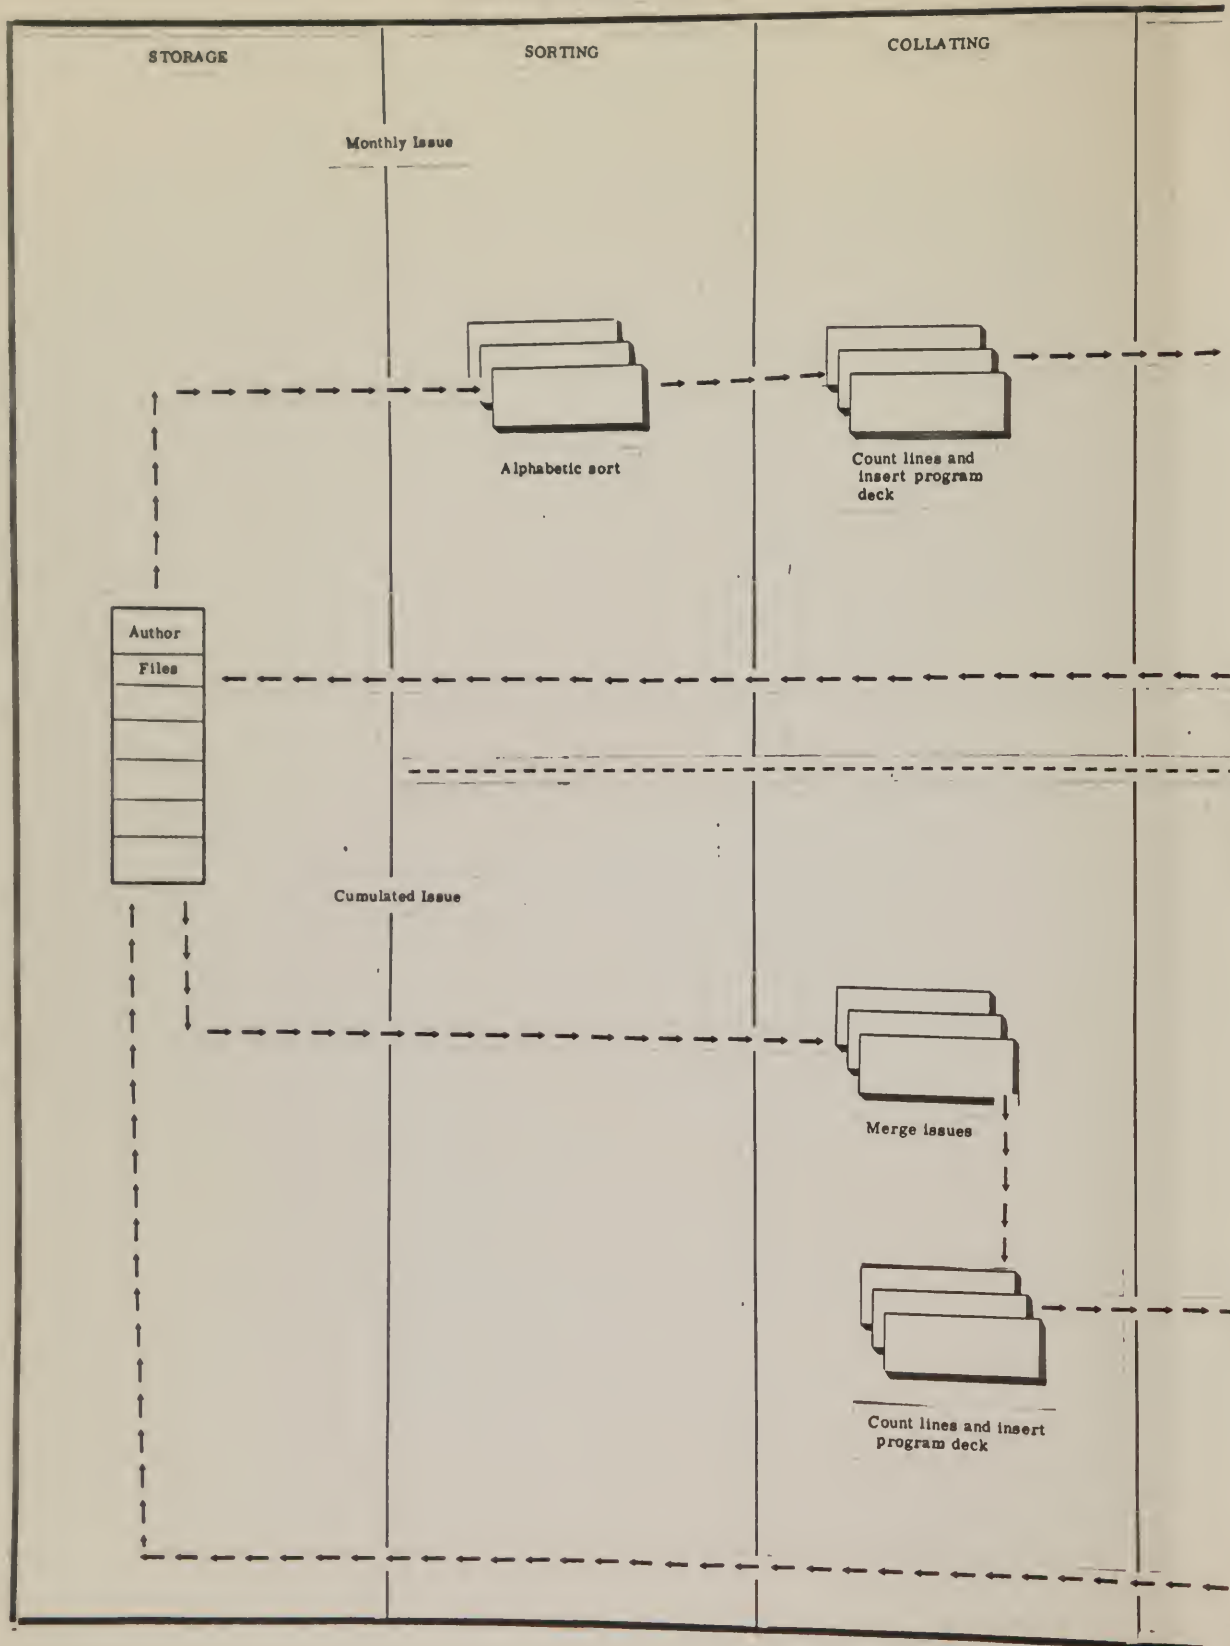 STORAGE
SORTING
COLLATING
Monthly Issue
Alphabetic sort
Count lines and
insert program
deck
Author
Files
Cumulated Issue
Merge issues
Count lines and insert
program deck